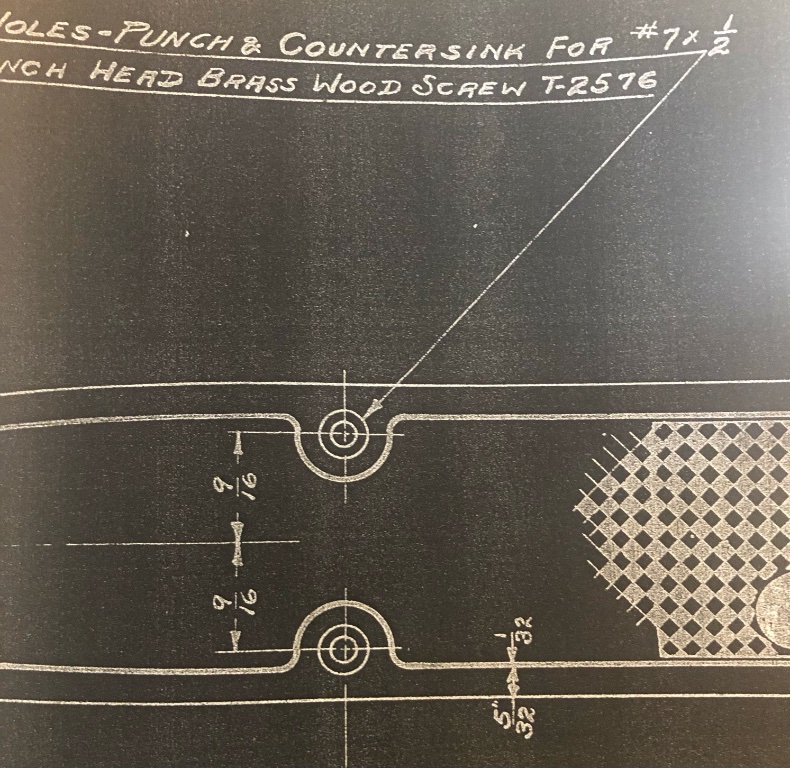 HOLES-PUNCH & COUNTERSINK FOR #7 x 1/2
NCH HEAD BRASS WOOD SCREW T-2576
9/16
9/16
1/32
5"/32